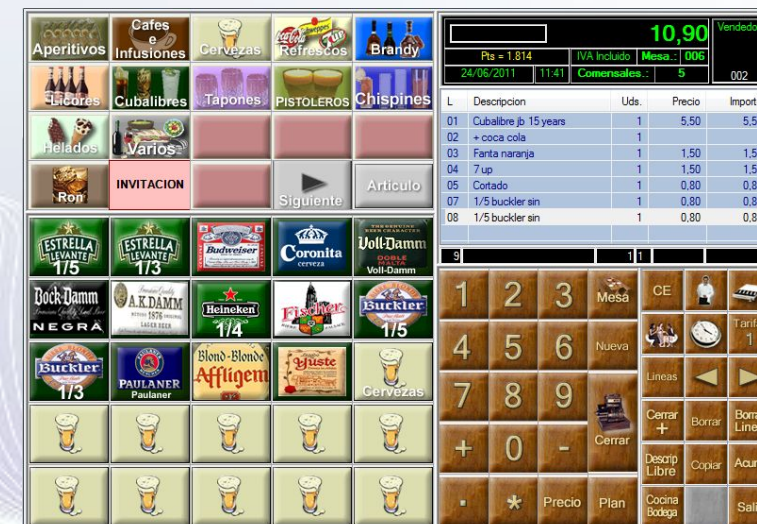 Aperitivos
Cafes
e
Infusiones
Cervezas
Refrescos
Brandy
Licores
Cubalibres
Tapones
PISTOLEROS
Chispines
Helados
Varios
Ron
INVITACION
Siguiente
Articulo
ESTRELLA
LEVANTE
1/5
ESTRELLA
LEVANTE
1/3
Budweiser
Coronita
cerveza
Voll-Damm
DOBLE
MALTA
Voll-Damm
Bock-Damm
NEGRA
A.K.DAMM
1876
LAGER BEER
Heineken
1/4
Fischer
Buckler
1/5
Buckler
1/3
PAULANER
Paulaner
Blond-Blonde
Affligem
Yuste
Cervezas
10,90
Vendedo
Pts = 1.814
IVA Incluido
Mesa.: 006
24/06/2011
11:41
Comensales.: 5
002
L Descripcion Uds. Precio Import
01 Cubalibre jb 15 years 1 5,50 5,5
02 + coca cola 1
03 Fanta naranja 1 1,50 1,5
04 7 up 1 1,50 1,5
05 Cortado 1 0,80 0,8
07 1/5 buckler sin 1 0,80 0,8
08 1/5 buckler sin 1 0,80 0,8
9 1 1
1 2 3 Mesa
4 5 6 Nueva
7 8 9
+ 0 - Cerrar
. * Precio Plan
CE
Tarifa
1
Lineas
Cerrar
+
Borrar
Borra
Line
Descrip
Libre
Copiar
Acum
Cocina
Bodega
Sali